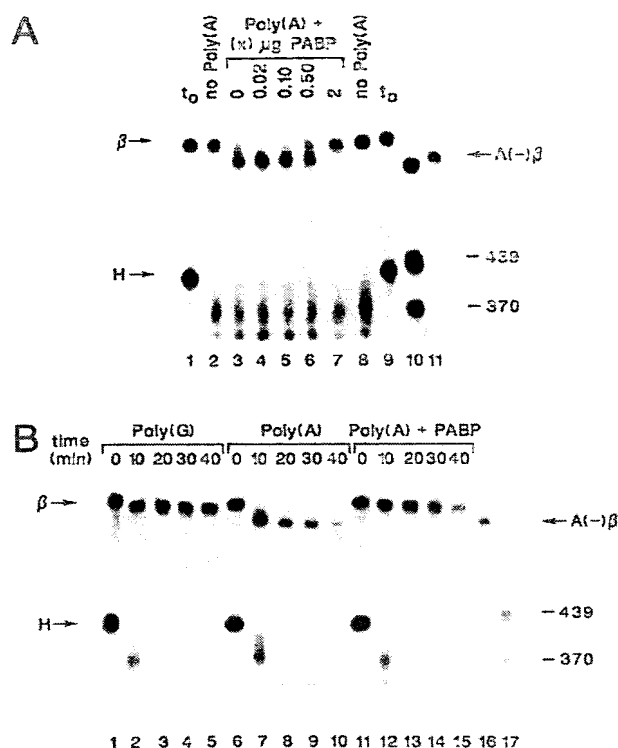 A
no Poly(A)
Poly(A) +
(x) µg PABP
no Poly(A)
t₀ 0 0.02 0.10 0.50 2 t₀
β→
←A(-)β
H→
- 439
- 370
1 2 3 4 5 6 7 8 9 10 11
B
time
(min)
Poly(G) Poly(A) Poly(A) + PABP
0 10 20 30 40 0 10 20 30 40 0 10 20 30 40
β→
←A(-)β
H→
- 439
- 370
1 2 3 4 5 6 7 8 9 10 11 12 13 14 15 16 17